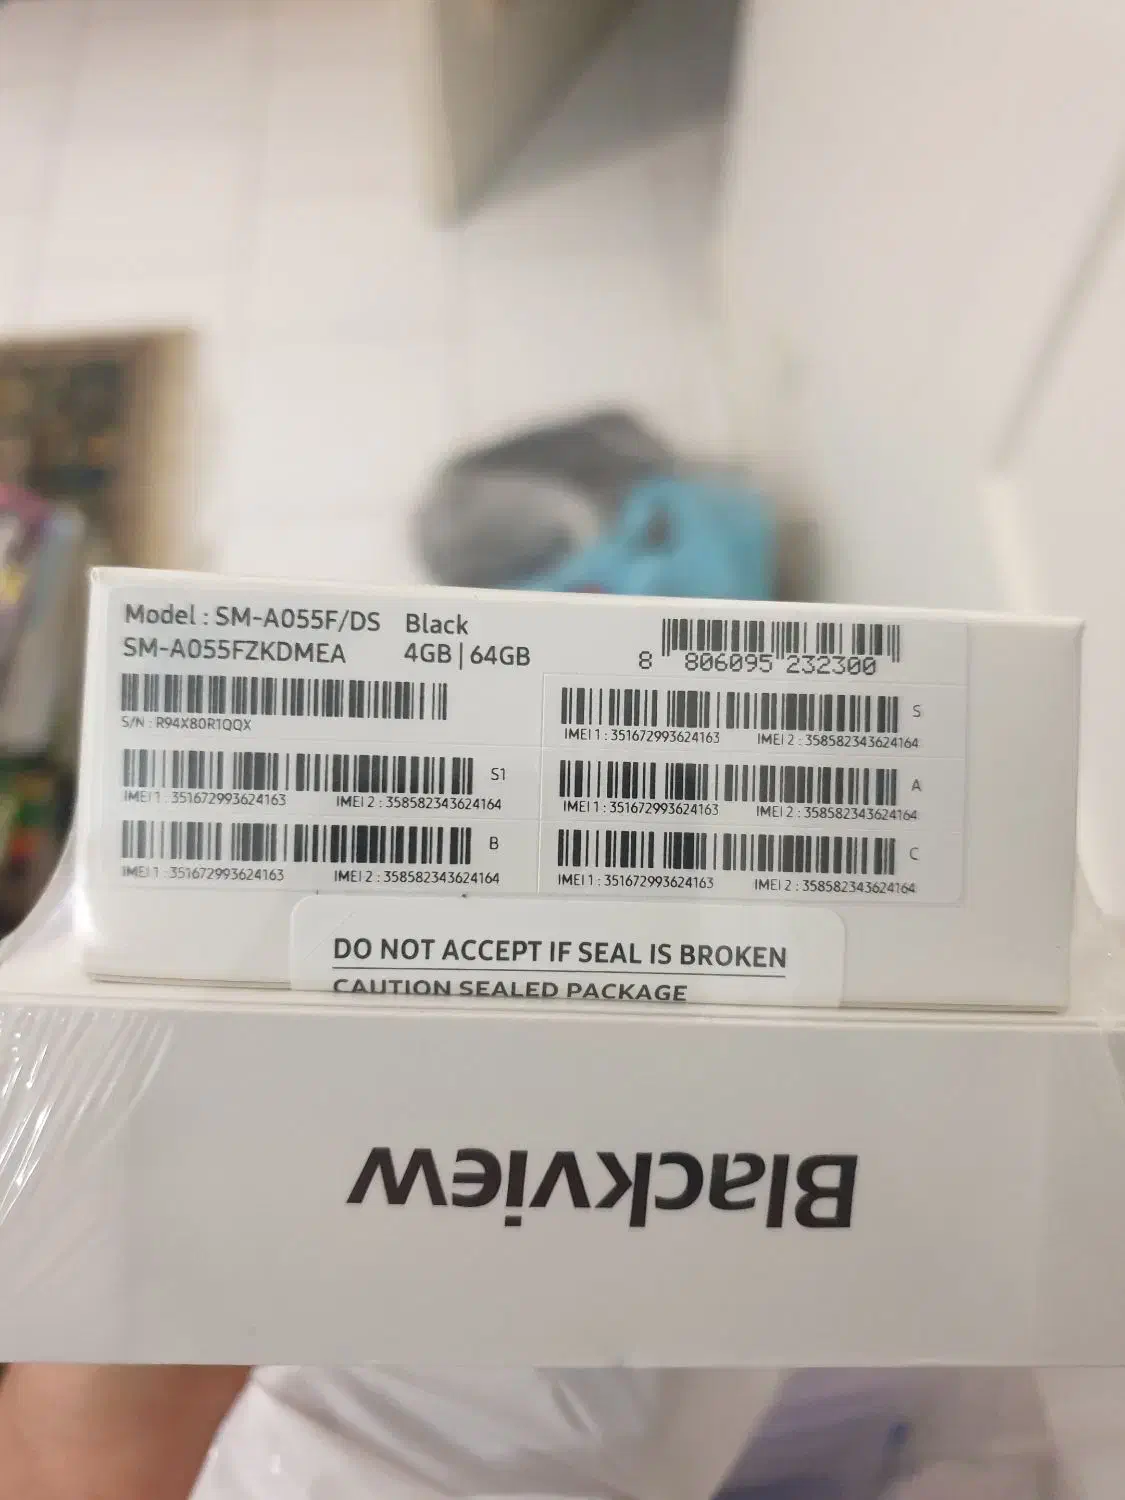 Model : SM-A055F/DS Black
SM-A055FZKDMEA 4GB | 64GB
8 806095 232300
S/N : R94X80R1QQX
S
IMEI 1 : 351672993624163 IMEI 2 : 358582343624164
S1
IMEI 1 : 351672993624163 IMEI 2 : 358582343624164
A
IMEI 1 : 351672993624163 IMEI 2 : 358582343624164
B
IMEI 1 : 351672993624163 IMEI 2 : 358582343624164
C
IMEI 1 : 351672993624163 IMEI 2 : 358582343624164
DO NOT ACCEPT IF SEAL IS BROKEN
CAUTION SEALED PACKAGE
Blackview